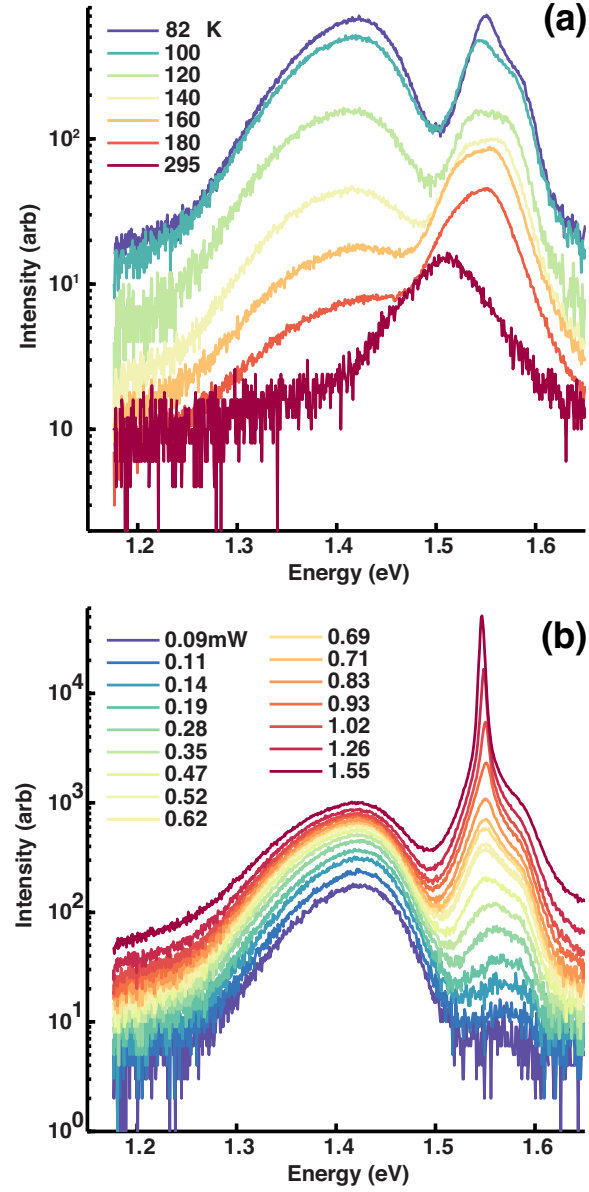 (a)
82 K
100
120
140
160
180
295
10²
10¹
10
Intensity (arb)
1.2 1.3 1.4 1.5 1.6
Energy (eV)
(b)
0.09mW 0.69
0.11 0.71
0.14 0.83
0.19 0.93
0.28 1.02
0.35 1.26
0.47 1.55
0.52
0.62
10⁴
10³
10²
10¹
10⁰
Intensity (arb)
1.2 1.3 1.4 1.5 1.6
Energy (eV)